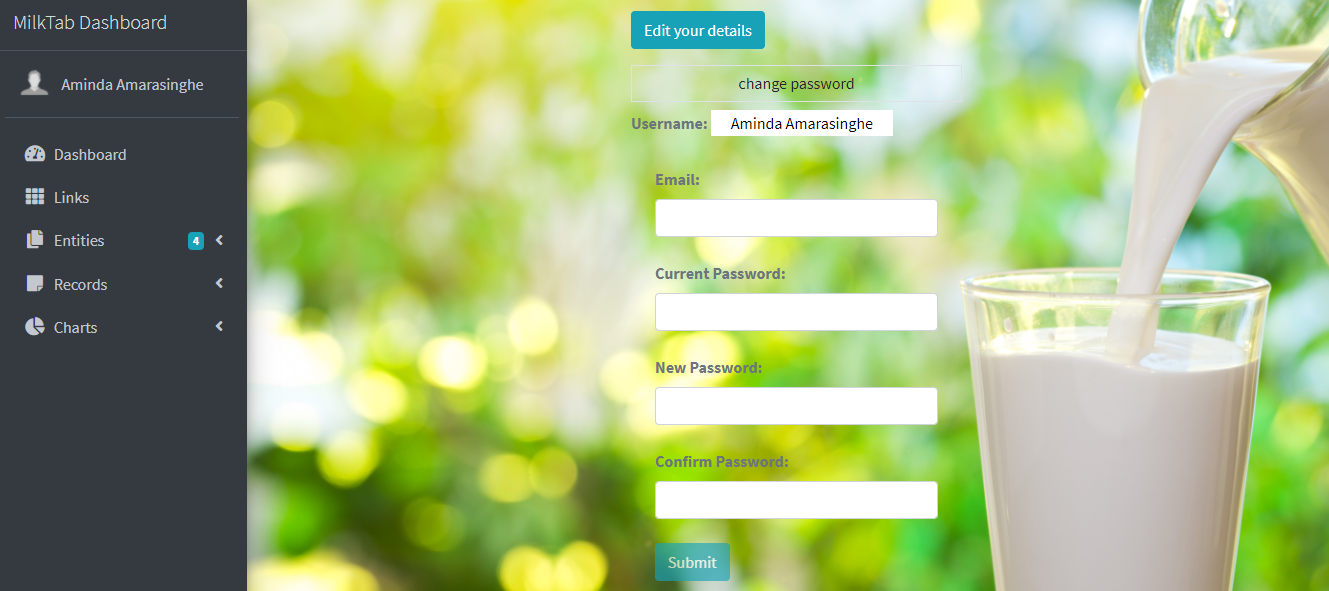 MilkTab Dashboard
Aminda Amarasinghe
Dashboard
Links
Entities 4
Records
Charts
Edit your details
change password
Username: Aminda Amarasinghe
Email:
Current Password:
New Password:
Confirm Password:
Submit